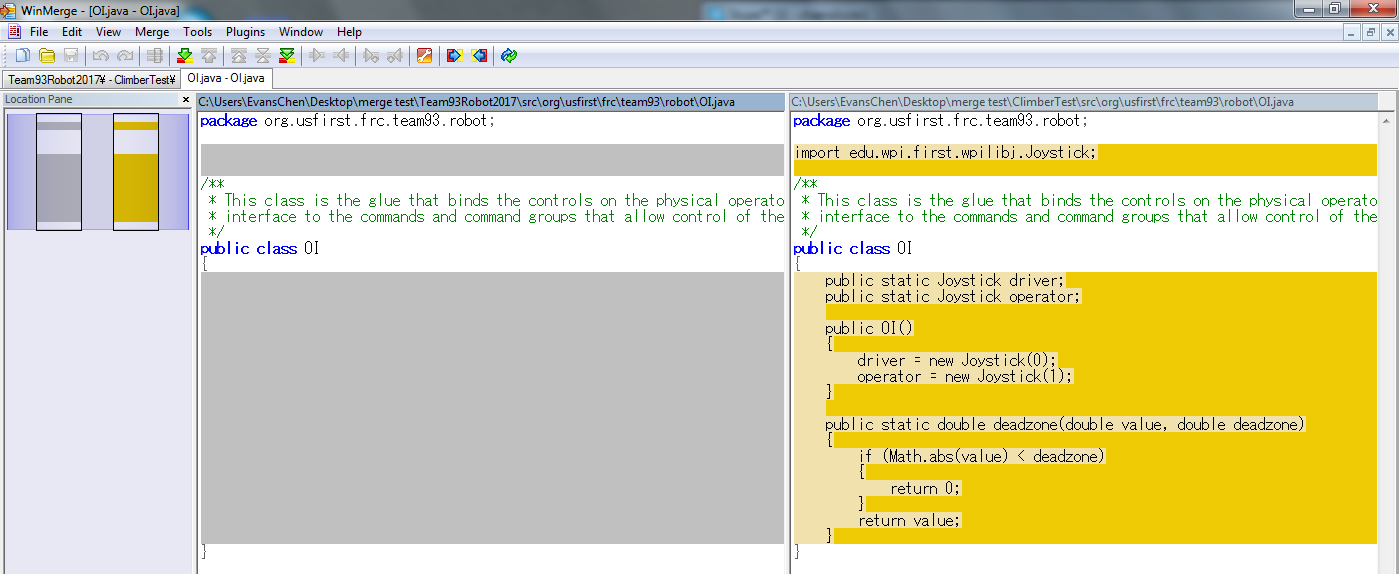 WinMerge - [OI.java - OI.java]
File Edit View Merge Tools Plugins Window Help
Team93Robot2017¥ - ClimberTest¥ OI.java - OI.java
Location Pane
C:\Users\EvansChen\Desktop\merge test\Team93Robot2017\src\org\usfirst\frc\team93\robot\OI.java
package org.usfirst.frc.team93.robot;
/**
 * This class is the glue that binds the controls on the physical operato
 * interface to the commands and command groups that allow control of the
 */
public class OI
{
}
C:\Users\EvansChen\Desktop\merge test\ClimberTest\src\org\usfirst\frc\team93\robot\OI.java
package org.usfirst.frc.team93.robot;
import edu.wpi.first.wpilibj.Joystick;
/**
 * This class is the glue that binds the controls on the physical operato
 * interface to the commands and command groups that allow control of the
 */
public class OI
{
    public static Joystick driver;
    public static Joystick operator;
    public OI()
    {
        driver = new Joystick(0);
        operator = new Joystick(1);
    }
    public static double deadzone(double value, double deadzone)
    {
        if (Math.abs(value) < deadzone)
        {
            return 0;
        }
        return value;
    }
}